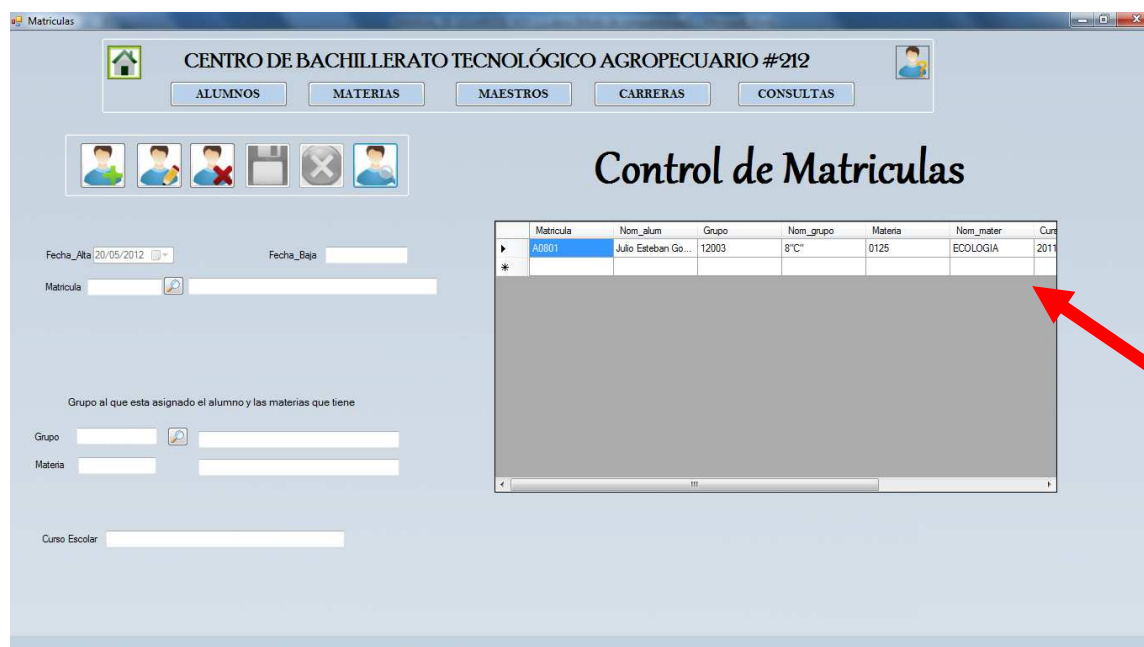 Matriculas
CENTRO DE BACHILLERATO TECNOLÓGICO AGROPECUARIO #212
ALUMNOS MATERIAS MAESTROS CARRERAS CONSULTAS
Control de Matriculas
Fecha_Alta 20/05/2012 Fecha_Baja
Matricula
Grupo al que esta asignado el alumno y las materias que tiene
Grupo
Materia
Curso Escolar
Matricula Nom_alum Grupo Nom_grupo Materia Nom_mater Curs
A0801 Julio Esteban Go... 12003 8"C" 0125 ECOLOGIA 2011